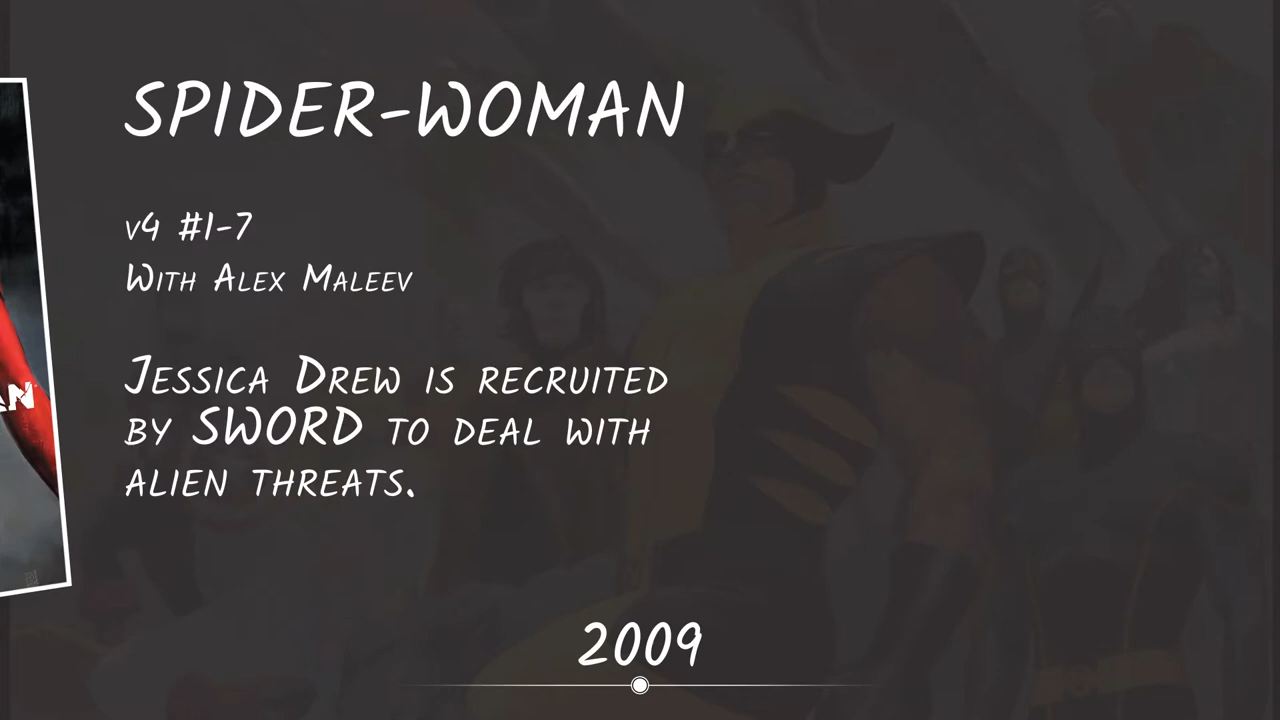 SPIDER-WOMAN
v4 #1-7
WITH ALEX MALEEV
JESSICA DREW IS RECRUITED
BY SWORD TO DEAL WITH
ALIEN THREATS.
AN
2009